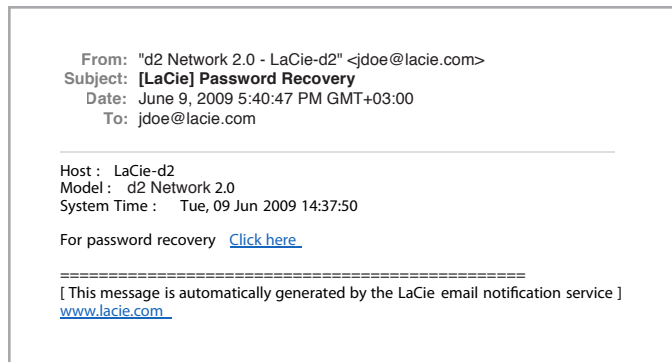 From: "d2 Network 2.0 - LaCie-d2" <jdoe@lacie.com>
Subject: [LaCie] Password Recovery
Date: June 9, 2009 5:40:47 PM GMT+03:00
To: jdoe@lacie.com
Host : LaCie-d2
Model : d2 Network 2.0
System Time : Tue, 09 Jun 2009 14:37:50
For password recovery Click here
================================================
[ This message is automatically generated by the LaCie email notification service ]
www.lacie.com